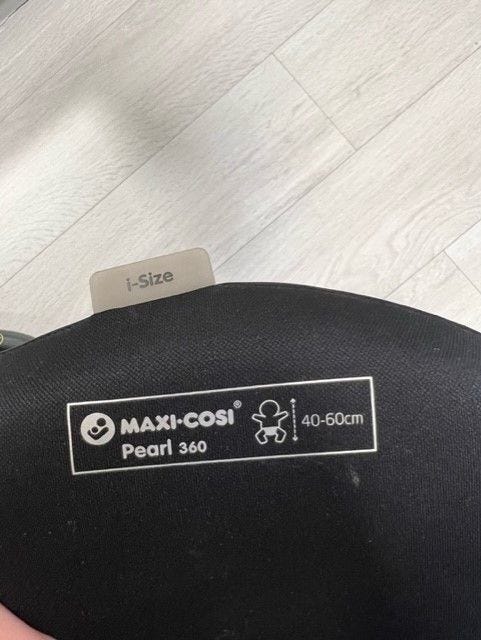 i-Size
MAXI-COSI®
Pearl 360
40-60cm